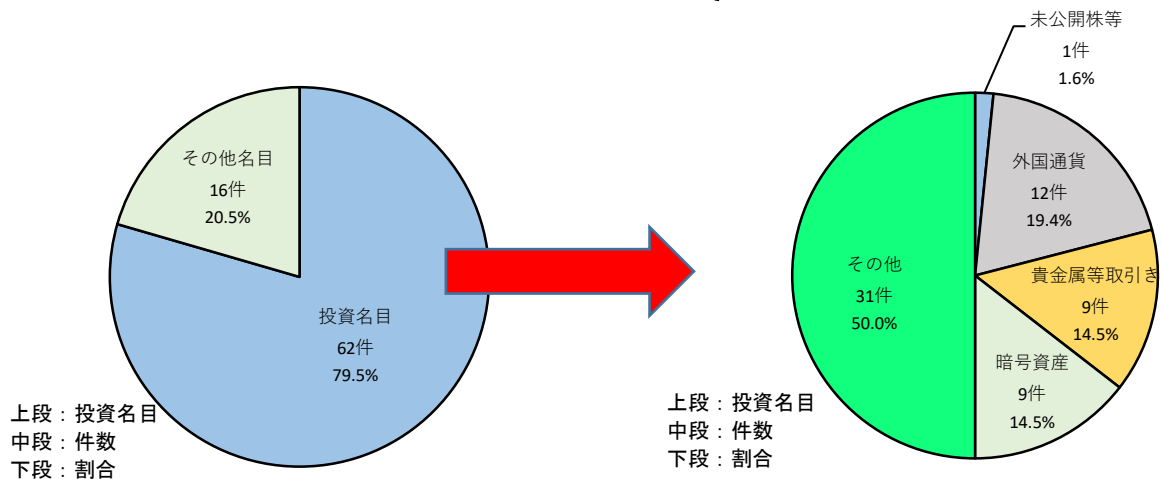 その他名目
16件
20.5%
投資名目
62件
79.5%
上段：投資名目
中段：件数
下段：割合
未公開株等
1件
1.6%
外国通貨
12件
19.4%
貴金属等取引き
9件
14.5%
暗号資産
9件
14.5%
その他
31件
50.0%
上段：投資名目
中段：件数
下段：割合